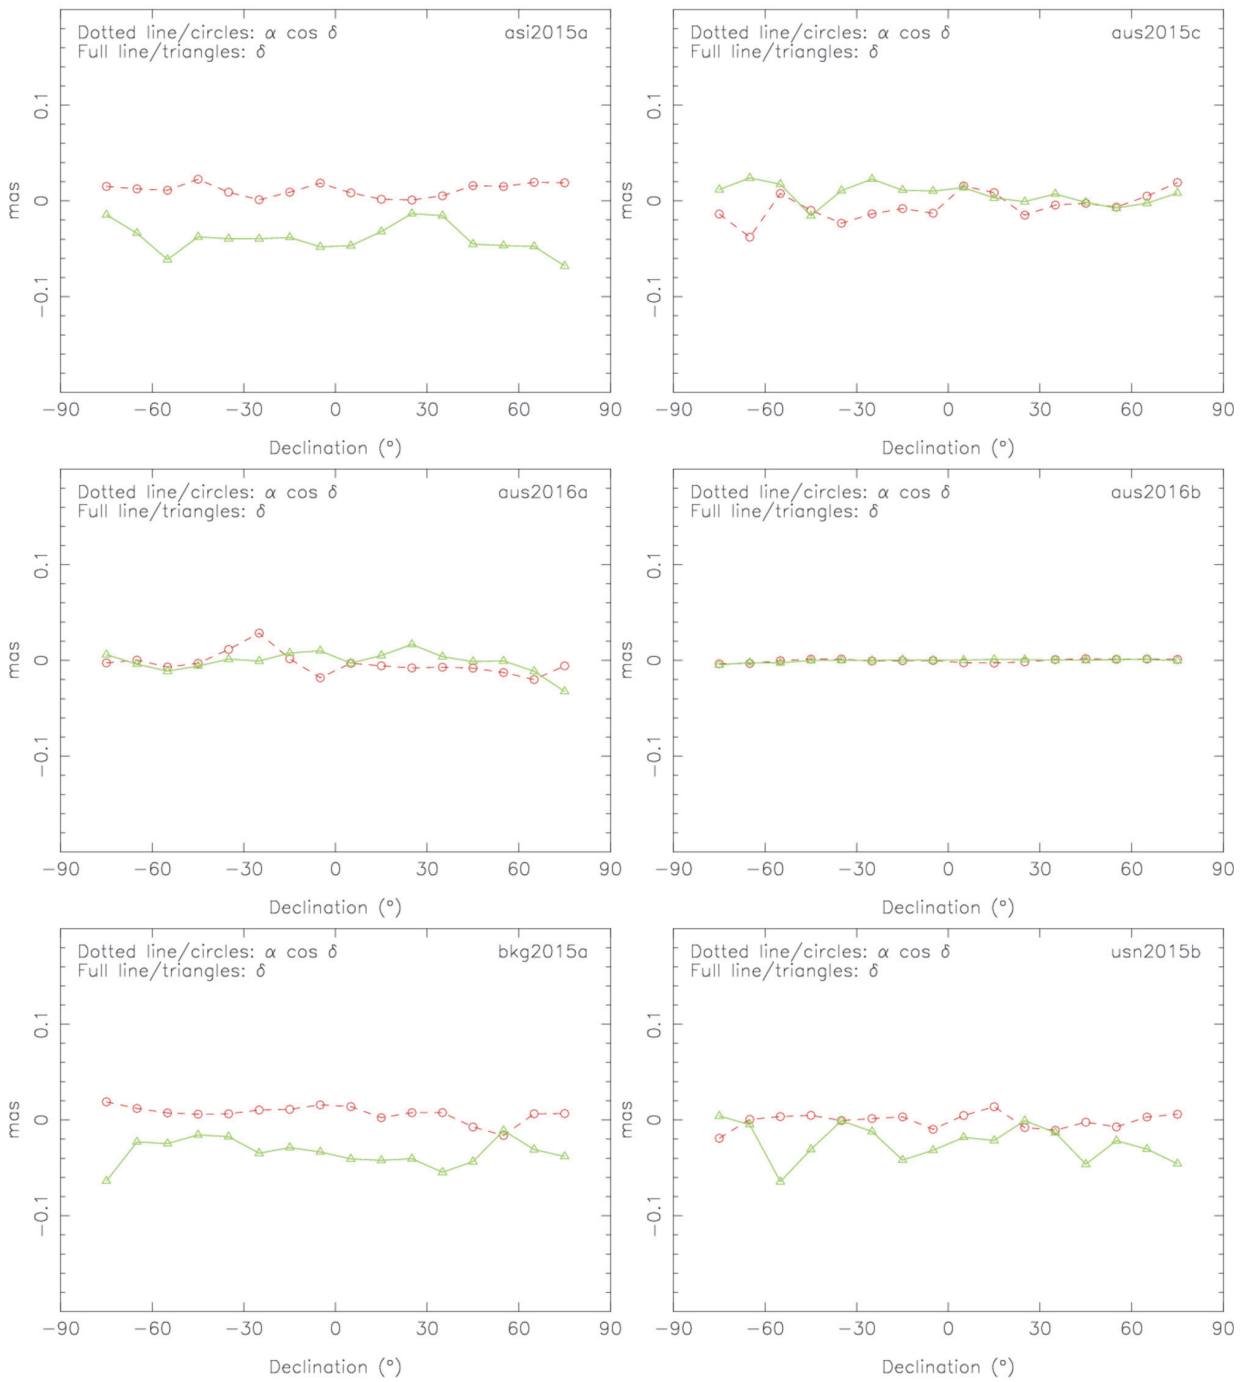 Dotted line/circles: α cos δ asi2015a
Full line/triangles: δ
0.1
0
-0.1
mas
-90 -60 -30 0 30 60 90
Declination (°)
Dotted line/circles: α cos δ aus2015c
Full line/triangles: δ
0.1
0
-0.1
mas
-90 -60 -30 0 30 60 90
Declination (°)
Dotted line/circles: α cos δ aus2016a
Full line/triangles: δ
0.1
0
-0.1
mas
-90 -60 -30 0 30 60 90
Declination (°)
Dotted line/circles: α cos δ aus2016b
Full line/triangles: δ
0.1
0
-0.1
mas
-90 -60 -30 0 30 60 90
Declination (°)
Dotted line/circles: α cos δ bkg2015a
Full line/triangles: δ
0.1
0
-0.1
mas
-90 -60 -30 0 30 60 90
Declination (°)
Dotted line/circles: α cos δ usn2015b
Full line/triangles: δ
0.1
0
-0.1
mas
-90 -60 -30 0 30 60 90
Declination (°)